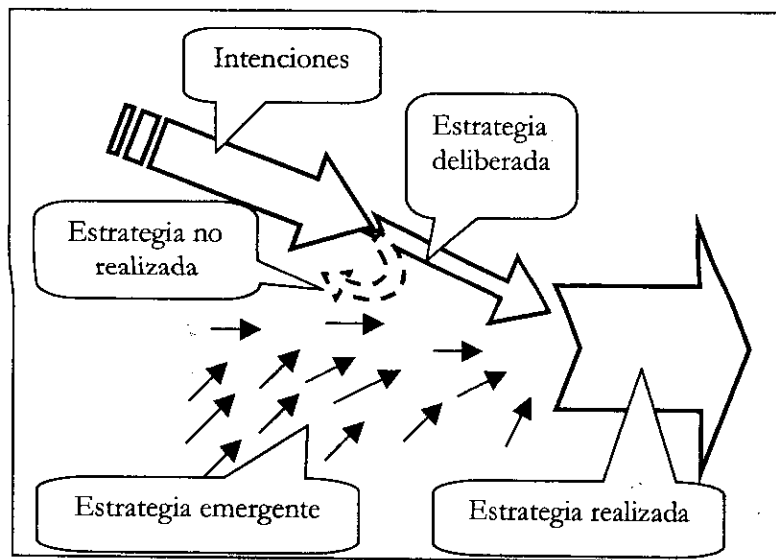 Intenciones
Estrategia
deliberada
Estrategia no
realizada
Estrategia emergente
Estrategia realizada